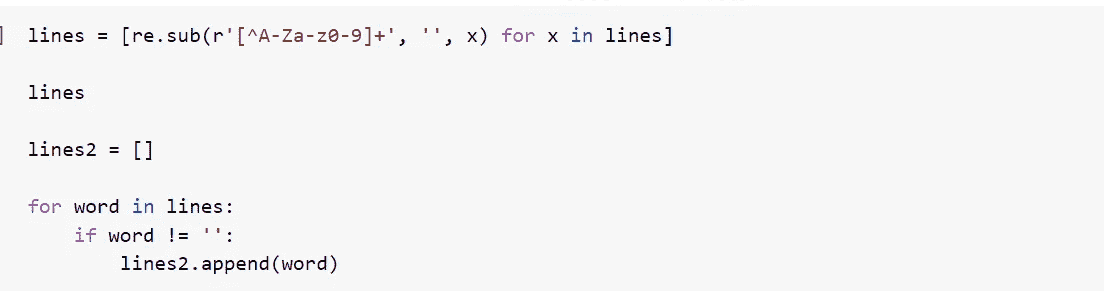 ] lines = [re.sub(r'[^A-Za-z0-9]+', '', x) for x in lines]
lines
lines2 = []
for word in lines:
    if word != '':
        lines2.append(word)